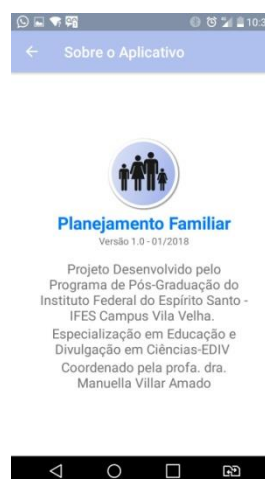 10:3
Sobre o Aplicativo
Planejamento Familiar
Versão 1.0 - 01/2018
Projeto Desenvolvido pelo
Programa de Pós-Graduação do
Instituto Federal do Espírito Santo -
IFES Campus Vila Velha.
Especialização em Educação e
Divulgação em Ciências-EDIV
Coordenado pela profa. dra.
Manuella Villar Amado